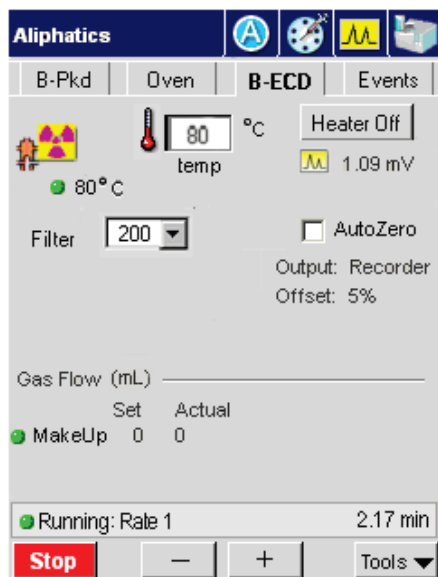 Aliphatics A
B-Pkd Oven B-ECD Events
80 °C Heater Off
temp 1.09 mV
80°C
Filter 200 AutoZero
Output: Recorder
Offset: 5%
Gas Flow (mL)
Set Actual
MakeUp 0 0
Running: Rate 1 2.17 min
Stop — + Tools